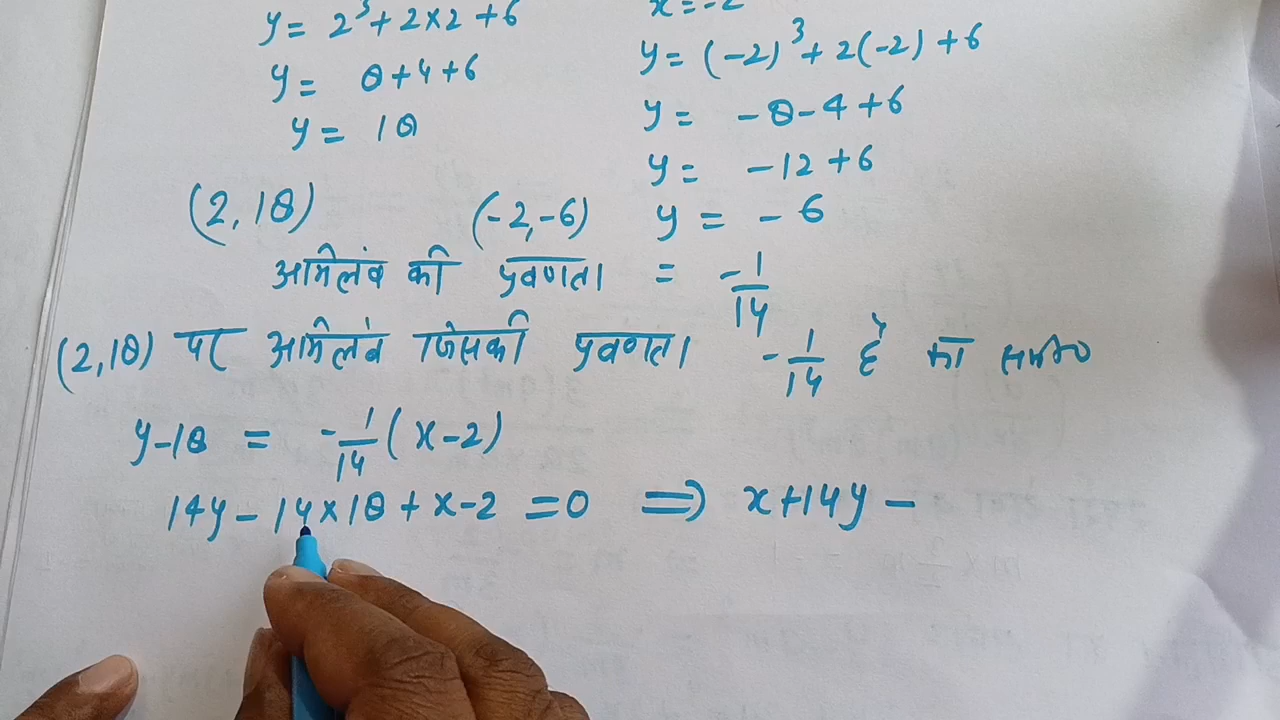 y = 2³ + 2×2 + 6
y = 8 + 4 + 6
y = 18
x = -2
y = (-2)³ + 2(-2) + 6
y = -8 - 4 + 6
y = -12 + 6
(2, 18) (-2, -6) y = -6
अभिलंब की प्रवणता = -1/14
(2, 18) पर अभिलंब जिसकी प्रवणता -1/14 है का समी०
y - 18 = -1/14 (x - 2)
14y - 14×18 + x - 2 = 0 ⟹ x + 14y -